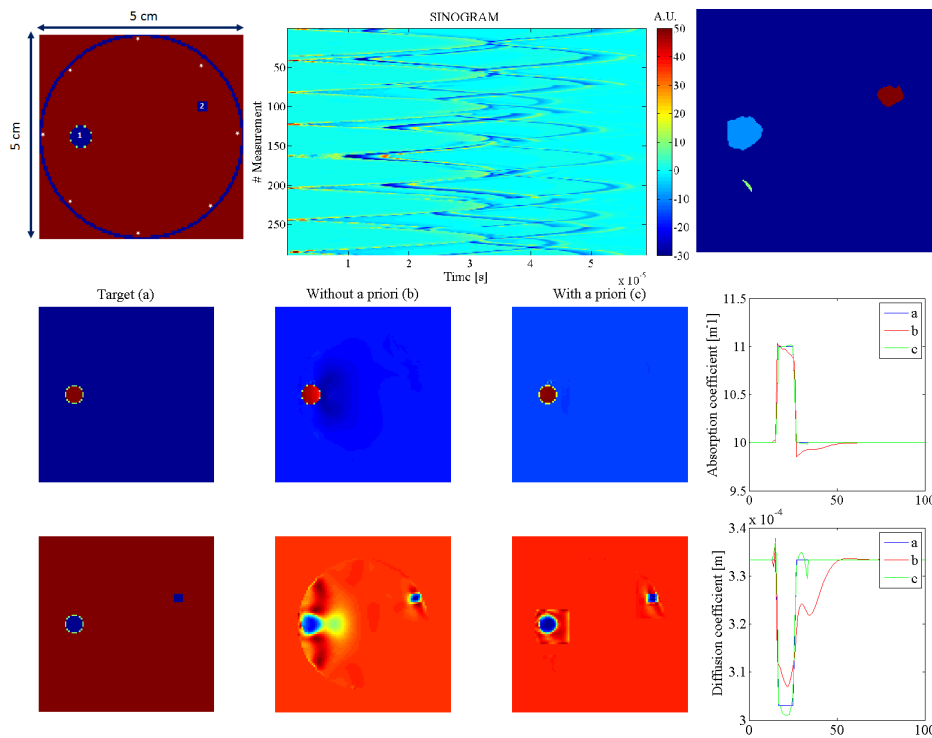 5 cm
5 cm
1
2
SINOGRAM
A.U.
# Measurement
50
100
150
200
250
1
2
3
4
5
Time [s]
x 10⁻⁵
50
40
30
20
10
0
-10
-20
-30
Target (a)
Without a priori (b)
With a priori (c)
Absorption coefficient [m⁻1]
11.5
11
10.5
10
9.5
0
50
100
a
b
c
Diffusion coefficient [m]
x 10⁻⁴
3.4
3.3
3.2
3.1
3
0
50
100
a
b
c